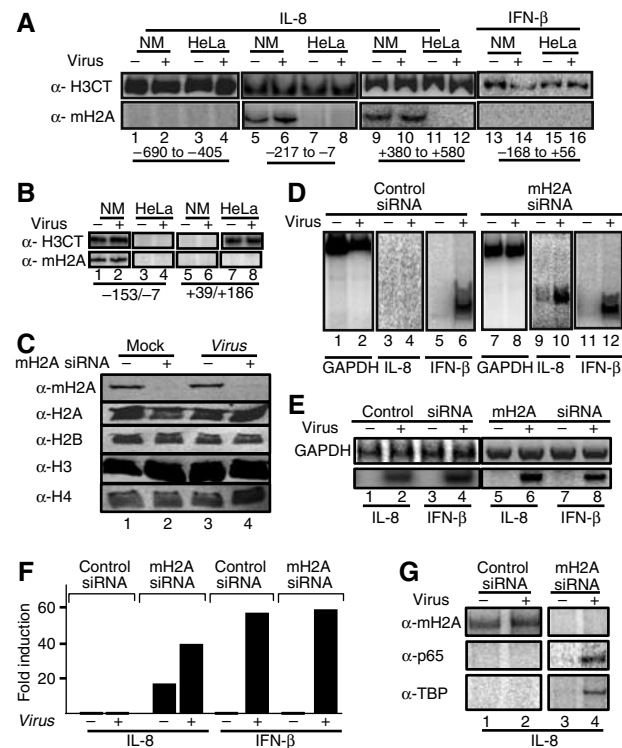 A
IL-8 IFN-β
NM HeLa NM HeLa NM HeLa NM HeLa
Virus – + – + – + – + – + – + – + – +
α- H3CT
α- mH2A
1 2 3 4 5 6 7 8 9 10 11 12 13 14 15 16
–690 to –405 –217 to –7 +380 to +580 –168 to +56
B
NM HeLa NM HeLa
Virus – + – + – + – +
α- H3CT
α- mH2A
1 2 3 4 5 6 7 8
–153/–7 +39/+186
C
Mock Virus
mH2A siRNA – + – +
α-mH2A
α-H2A
α-H2B
α-H3
α-H4
1 2 3 4
D
Control siRNA mH2A siRNA
Virus – + – + – + – + – + – +
1 2 3 4 5 6 7 8 9 10 11 12
GAPDH IL-8 IFN-β GAPDH IL-8 IFN-β
E
Control siRNA mH2A siRNA
Virus – + – + – + – +
GAPDH
1 2 3 4 5 6 7 8
IL-8 IFN-β IL-8 IFN-β
F
Control siRNA mH2A siRNA Control siRNA mH2A siRNA
Fold induction
60
40
20
Virus – + – + – + – +
IL-8 IFN-β
G
Control siRNA mH2A siRNA
Virus – + – +
α-mH2A
α-p65
α-TBP
1 2 3 4
IL-8